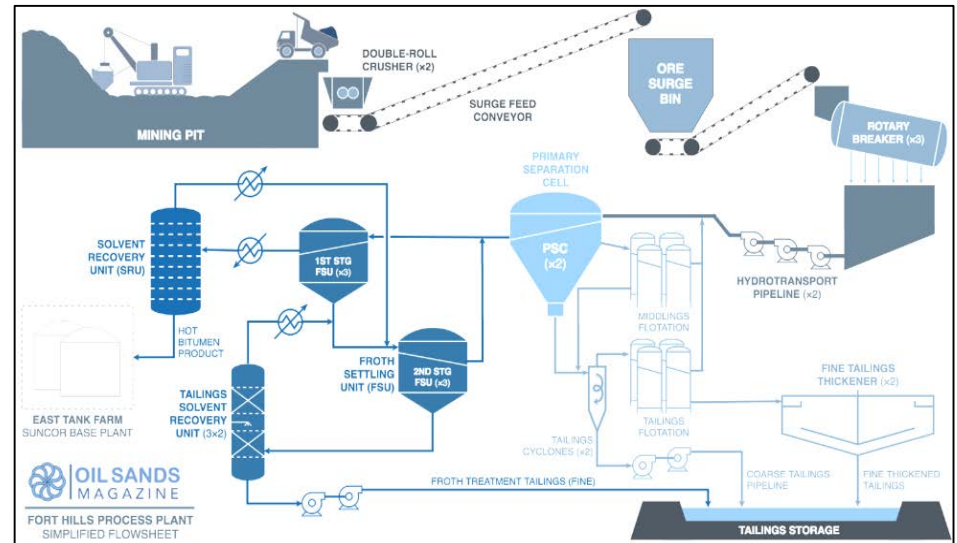 MINING PIT
DOUBLE-ROLL
CRUSHER (×2)
SURGE FEED
CONVEYOR
ORE
SURGE
BIN
ROTARY
BREAKER (×3)
PRIMARY
SEPARATION
CELL
PSC
(×2)
HYDROTRANSPORT
PIPELINE (×2)
SOLVENT
RECOVERY
UNIT (SRU)
1ST STG
FSU (×3)
MIDDLINGS
FLOTATION
HOT
BITUMEN
PRODUCT
FROTH
SETTLING
UNIT (FSU)
2ND STG
FSU (×3)
FINE TAILINGS
THICKENER (×2)
EAST TANK FARM
SUNCOR BASE PLANT
TAILINGS
SOLVENT
RECOVERY
UNIT (3×2)
TAILINGS
FLOTATION
TAILINGS
CYCLONES (×2)
COARSE TAILINGS
PIPELINE
FINE THICKENED
TAILINGS
OIL SANDS
MAGAZINE
FROTH TREATMENT TAILINGS (FINE)
FORT HILLS PROCESS PLANT
SIMPLIFIED FLOWSHEET
TAILINGS STORAGE